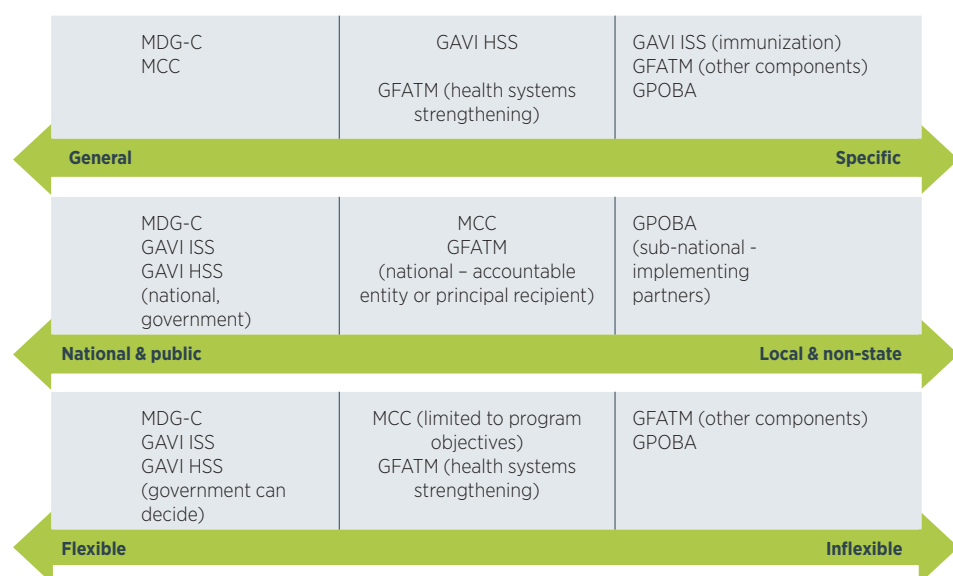 MDG-C
MCC
GAVI HSS
GFATM (health systems
strengthening)
GAVI ISS (immunization)
GFATM (other components)
GPOBA
General
Specific
MDG-C
GAVI ISS
GAVI HSS
(national,
government)
MCC
GFATM
(national – accountable
entity or principal recipient)
GPOBA
(sub-national -
implementing
partners)
National & public
Local & non-state
MDG-C
GAVI ISS
GAVI HSS
(government can
decide)
MCC (limited to program
objectives)
GFATM (health systems
strengthening)
GFATM (other components)
GPOBA
Flexible
Inflexible